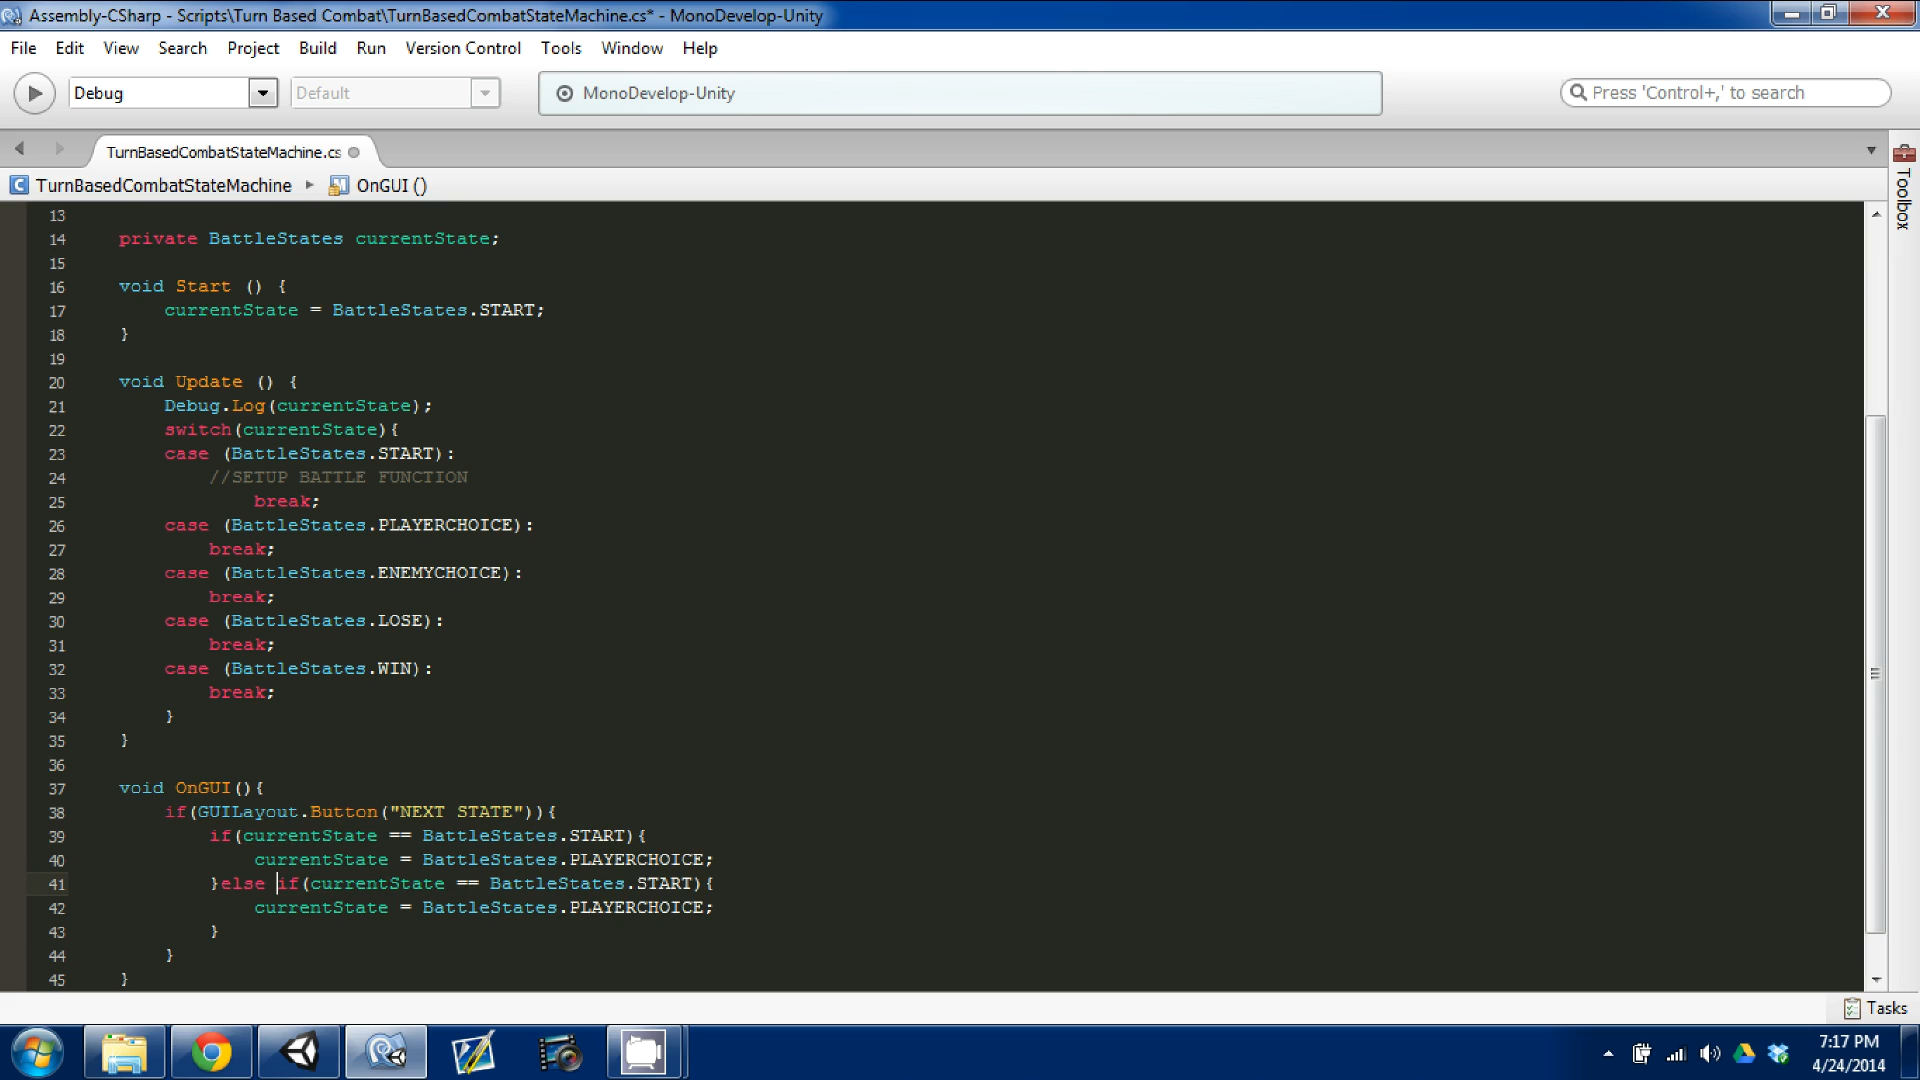 Assembly-CSharp - Scripts\Turn Based Combat\TurnBasedCombatStateMachine.cs* - MonoDevelop-Unity
File Edit View Search Project Build Run Version Control Tools Window Help
Debug Default MonoDevelop-Unity Press 'Control+,' to search
TurnBasedCombatStateMachine.cs
TurnBasedCombatStateMachine OnGUI ()
Toolbox
13
14 private BattleStates currentState;
15
16 void Start () {
17 currentState = BattleStates.START;
18 }
19
20 void Update () {
21 Debug.Log(currentState);
22 switch(currentState){
23 case (BattleStates.START):
24 //SETUP BATTLE FUNCTION
25 break;
26 case (BattleStates.PLAYERCHOICE):
27 break;
28 case (BattleStates.ENEMYCHOICE):
29 break;
30 case (BattleStates.LOSE):
31 break;
32 case (BattleStates.WIN):
33 break;
34 }
35 }
36
37 void OnGUI(){
38 if(GUILayout.Button("NEXT STATE")){
39 if(currentState == BattleStates.START){
40 currentState = BattleStates.PLAYERCHOICE;
41 }else if(currentState == BattleStates.START){
42 currentState = BattleStates.PLAYERCHOICE;
43 }
44 }
45 }
Tasks
7:17 PM
4/24/2014